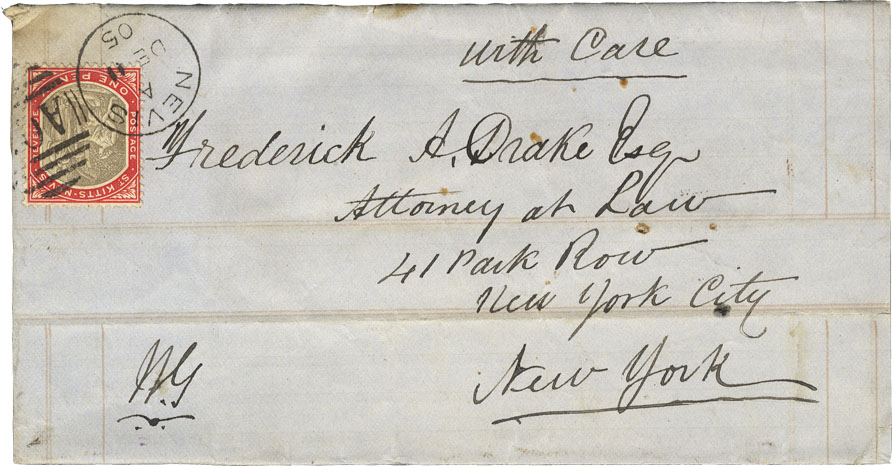 With Care
Frederick A. Drake Esq
Attorney at Law
41 Park Row
New York City
New York
NEVIS
A
DE 11
05
A
ST KITTS-NEVIS
POSTAGE
REVENUE
ONE PENNY